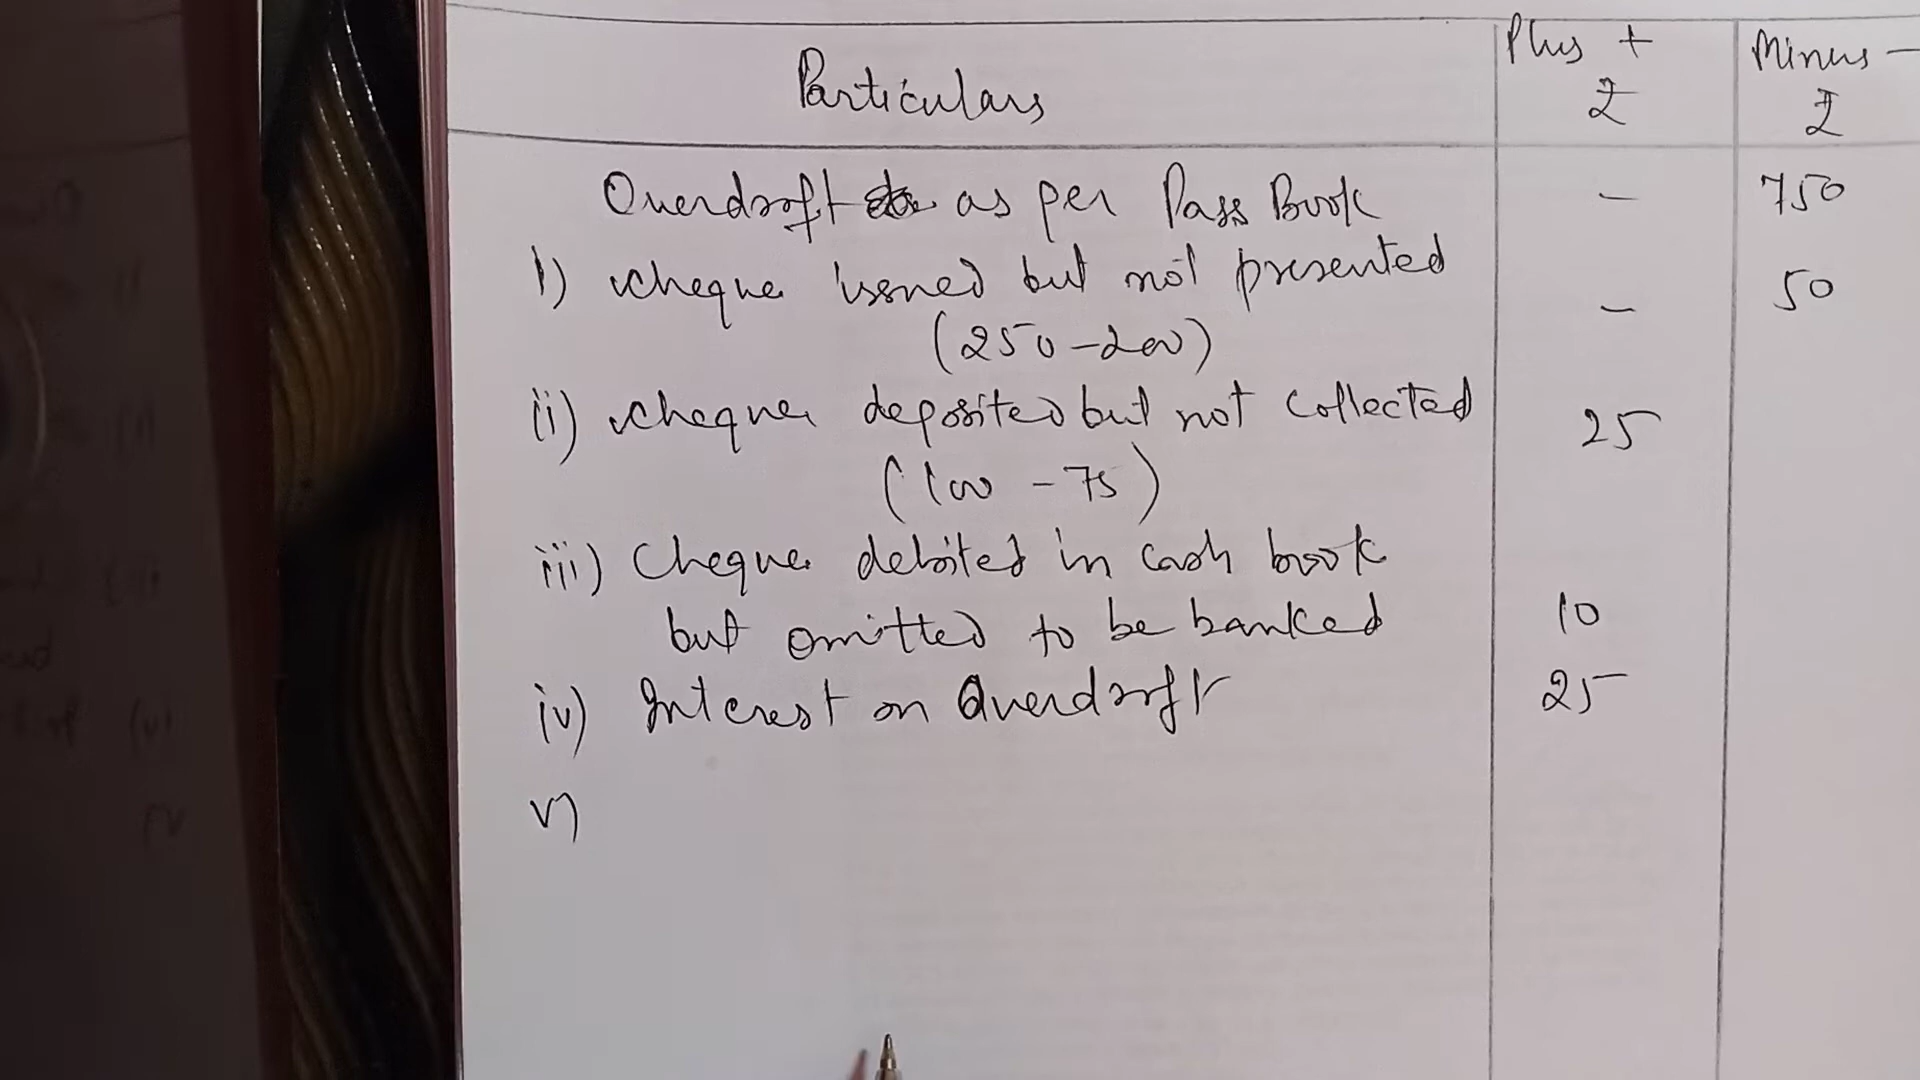 Particulars Plus + Minus -
₹ ₹
Overdraft as per Pass Book - 750
1) cheque issued but not presented - 50
(250-200)
(ii) cheque deposited but not collected 25
(100 - 75)
iii) Cheque debited in cash book
but omitted to be banked 10
iv) Interest on Overdraft 25
v)